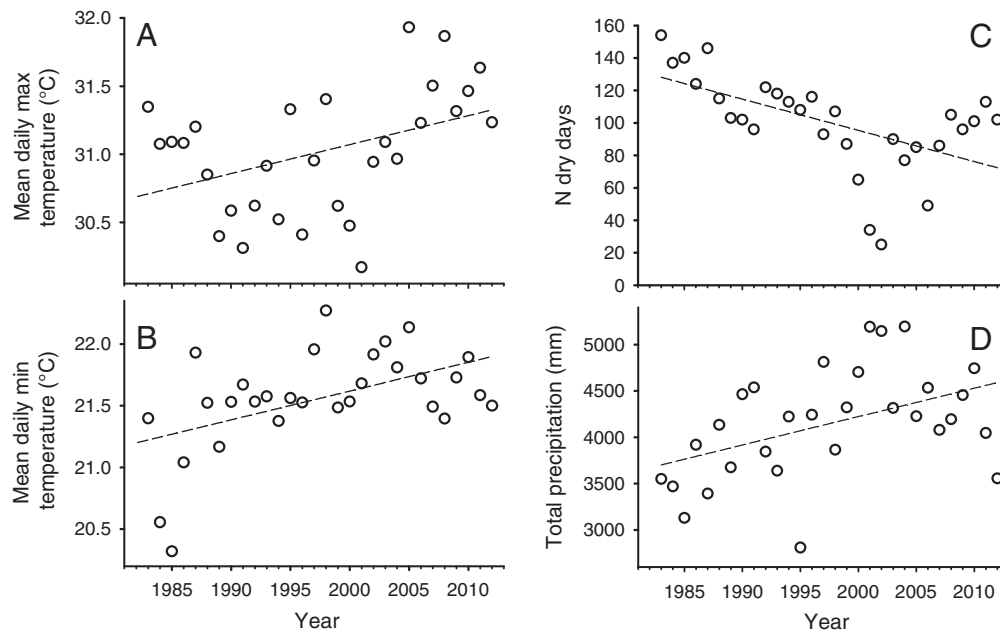 A
Mean daily max
temperature (°C)
32.0
31.5
31.0
30.5
B
Mean daily min
temperature (°C)
22.0
21.5
21.0
20.5
1985 1990 1995 2000 2005 2010
Year
C
N dry days
160
140
120
100
80
60
40
20
0
D
Total precipitation (mm)
5000
4500
4000
3500
3000
1985 1990 1995 2000 2005 2010
Year